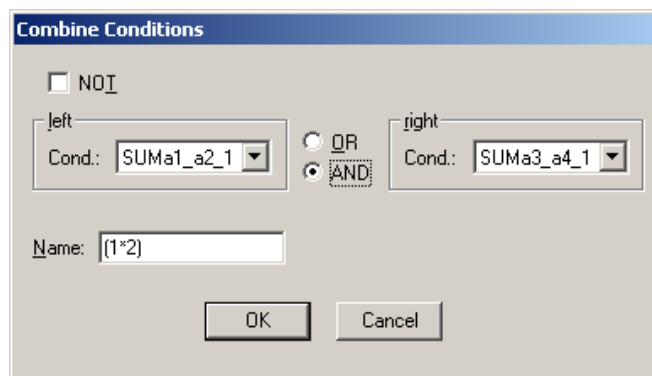 Combine Conditions
NOT
left
right
OR
Cond.: SUMa1_a2_1
Cond.: SUMa3_a4_1
AND
Name: (1*2)
OK
Cancel